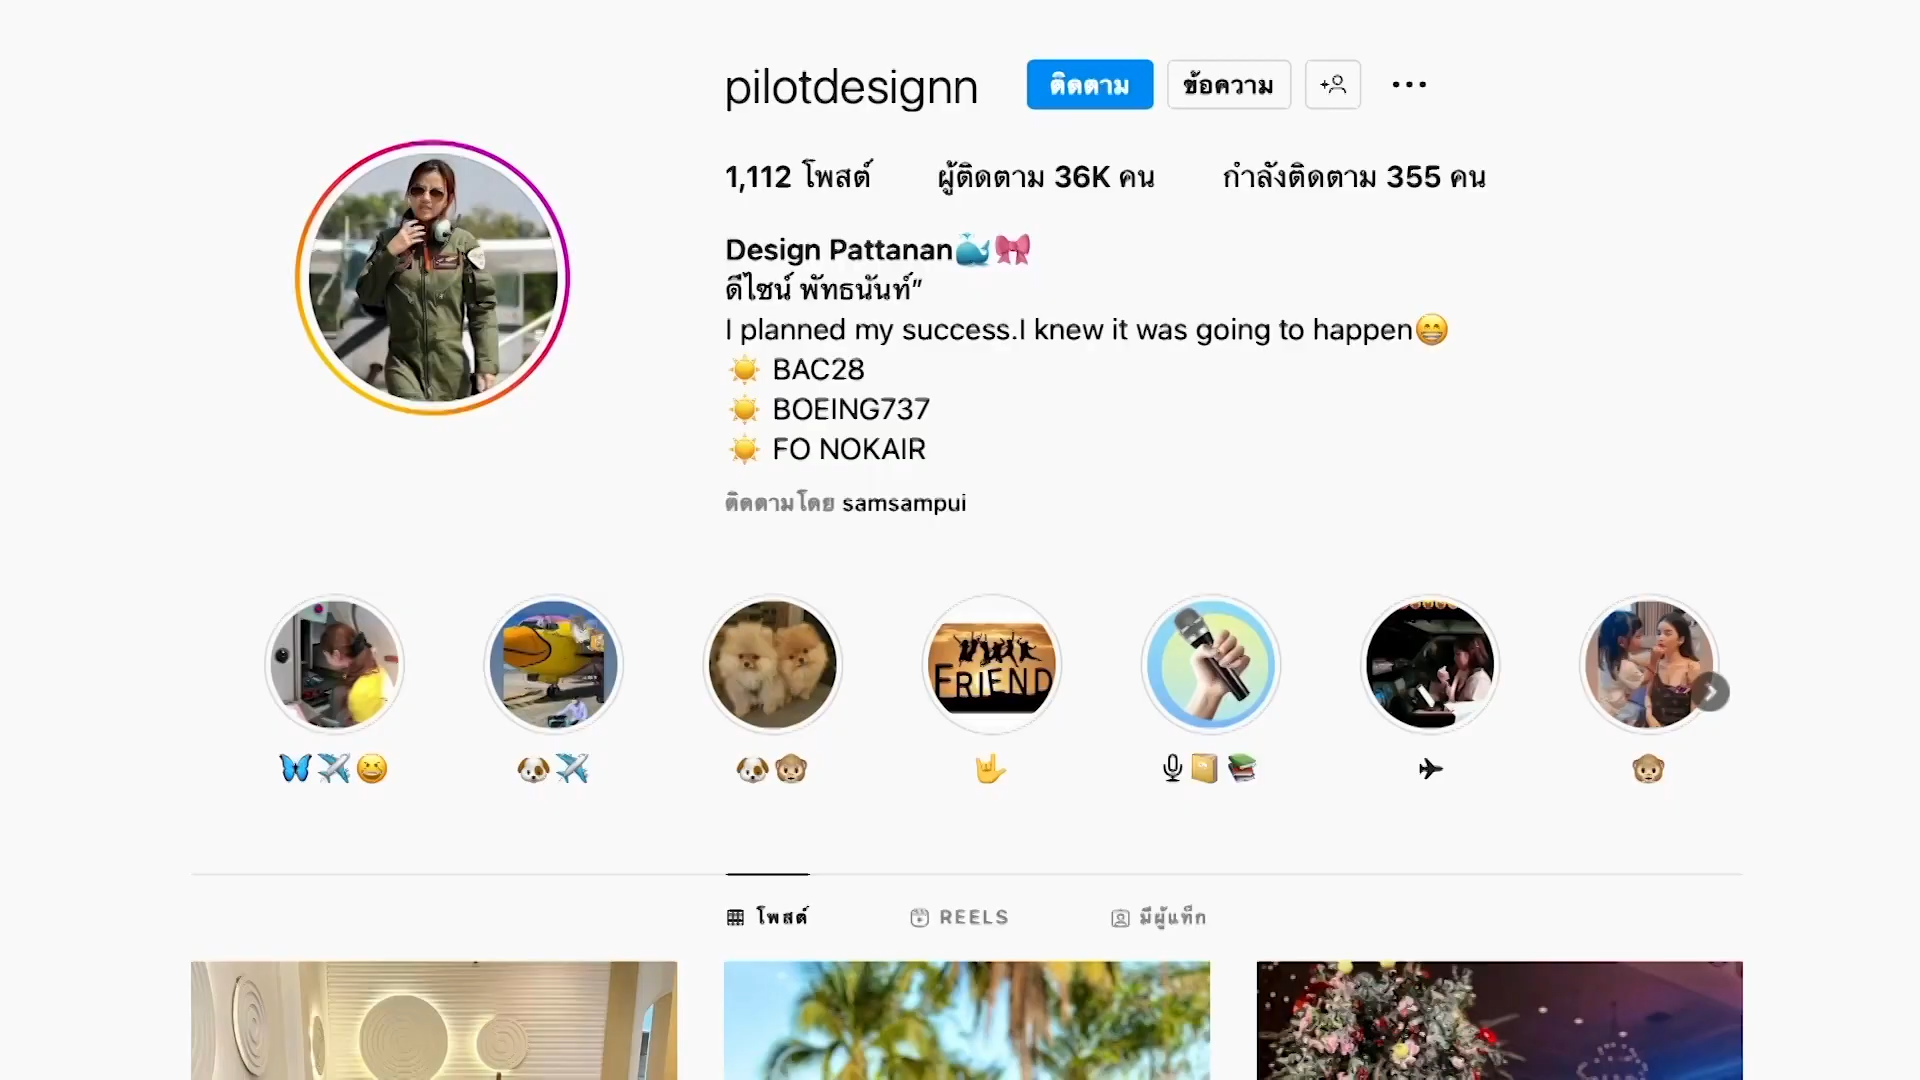 pilotdesignn
ติดตาม
ข้อความ
1,112 โพสต์
ผู้ติดตาม 36K คน
กำลังติดตาม 355 คน
Design Pattanan🐳🎀
ดีไซน์ พัทธนันท์”
I planned my success.I knew it was going to happen😁
☀️ BAC28
☀️ BOEING737
☀️ FO NOKAIR
ติดตามโดย samsampui
FRIEND
🦋✈️😆
🐶✈️
🐶🐵
🤟
🎙📔📚
✈
🐵
โพสต์
REELS
มีผู้แท็ก